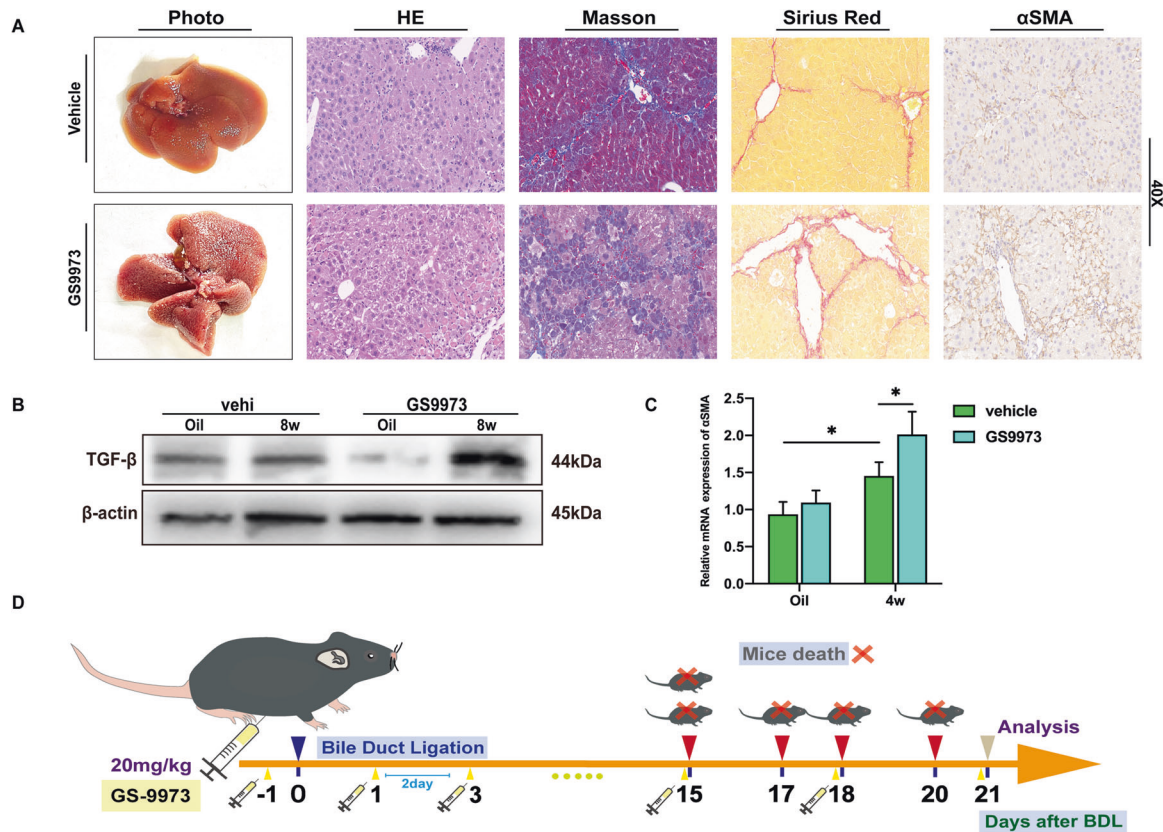 A
Photo
HE
Masson
Sirius Red
αSMA
Vehicle
GS9973
40X
B
vehi
GS9973
Oil
8w
Oil
8w
TGF-β
44kDa
β-actin
45kDa
C
Relative mRNA expression of αSMA
2.5
2.0
1.5
1.0
0.5
0.0
*
*
Oil
4w
vehicle
GS9973
D
Mice death
Analysis
Bile Duct Ligation
20mg/kg
GS-9973
2day
-1 0 1 3 15 17 18 20 21
Days after BDL